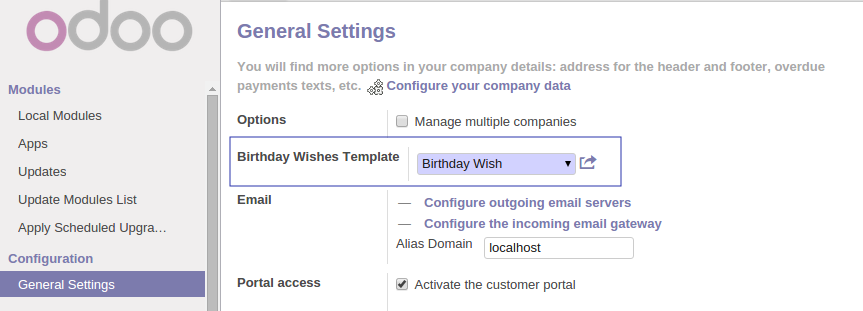 odoo
Modules
Local Modules
Apps
Updates
Update Modules List
Apply Scheduled Upgra...
Configuration
General Settings
General Settings
You will find more options in your company details: address for the header and footer, overdue
payments texts, etc. Configure your company data
Options
Manage multiple companies
Birthday Wishes Template
Birthday Wish
Email
— Configure outgoing email servers
— Configure the incoming email gateway
Alias Domain localhost
Portal access
Activate the customer portal